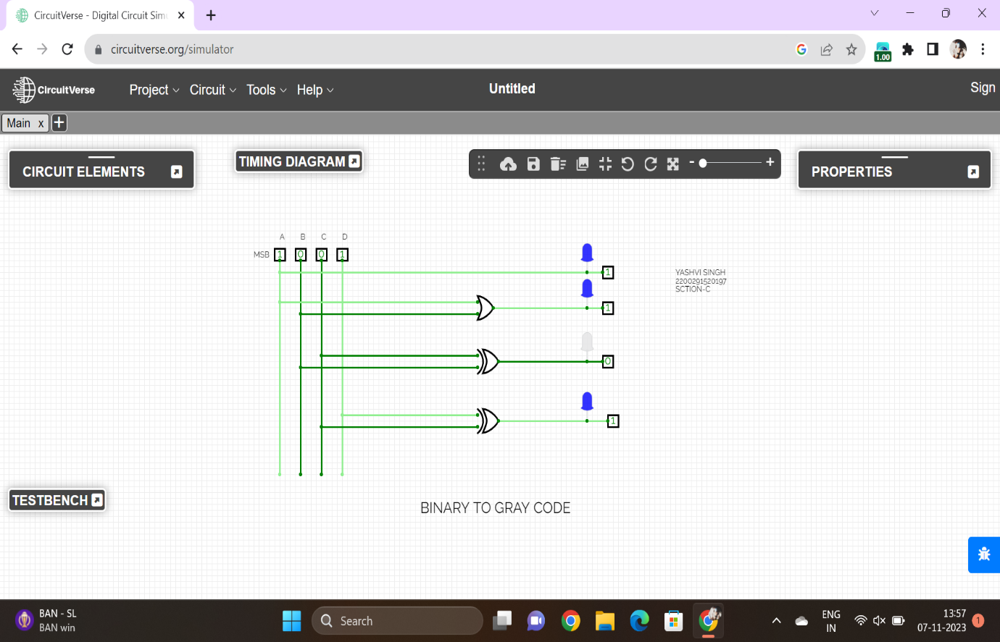 CircuitVerse - Digital Circuit Sim
circuitverse.org/simulator
1.00
CircuitVerse
Project
Circuit
Tools
Help
Untitled
Sign
Main x
CIRCUIT ELEMENTS
TIMING DIAGRAM
- +
PROPERTIES
A B C D
MSB 1 0 0 1
1
YASHVI SINGH
2200291520197
SCTION-C
1
0
1
TESTBENCH
BINARY TO GRAY CODE
BAN - SL
BAN win
Search
ENG
IN
13:57
07-11-2023
1